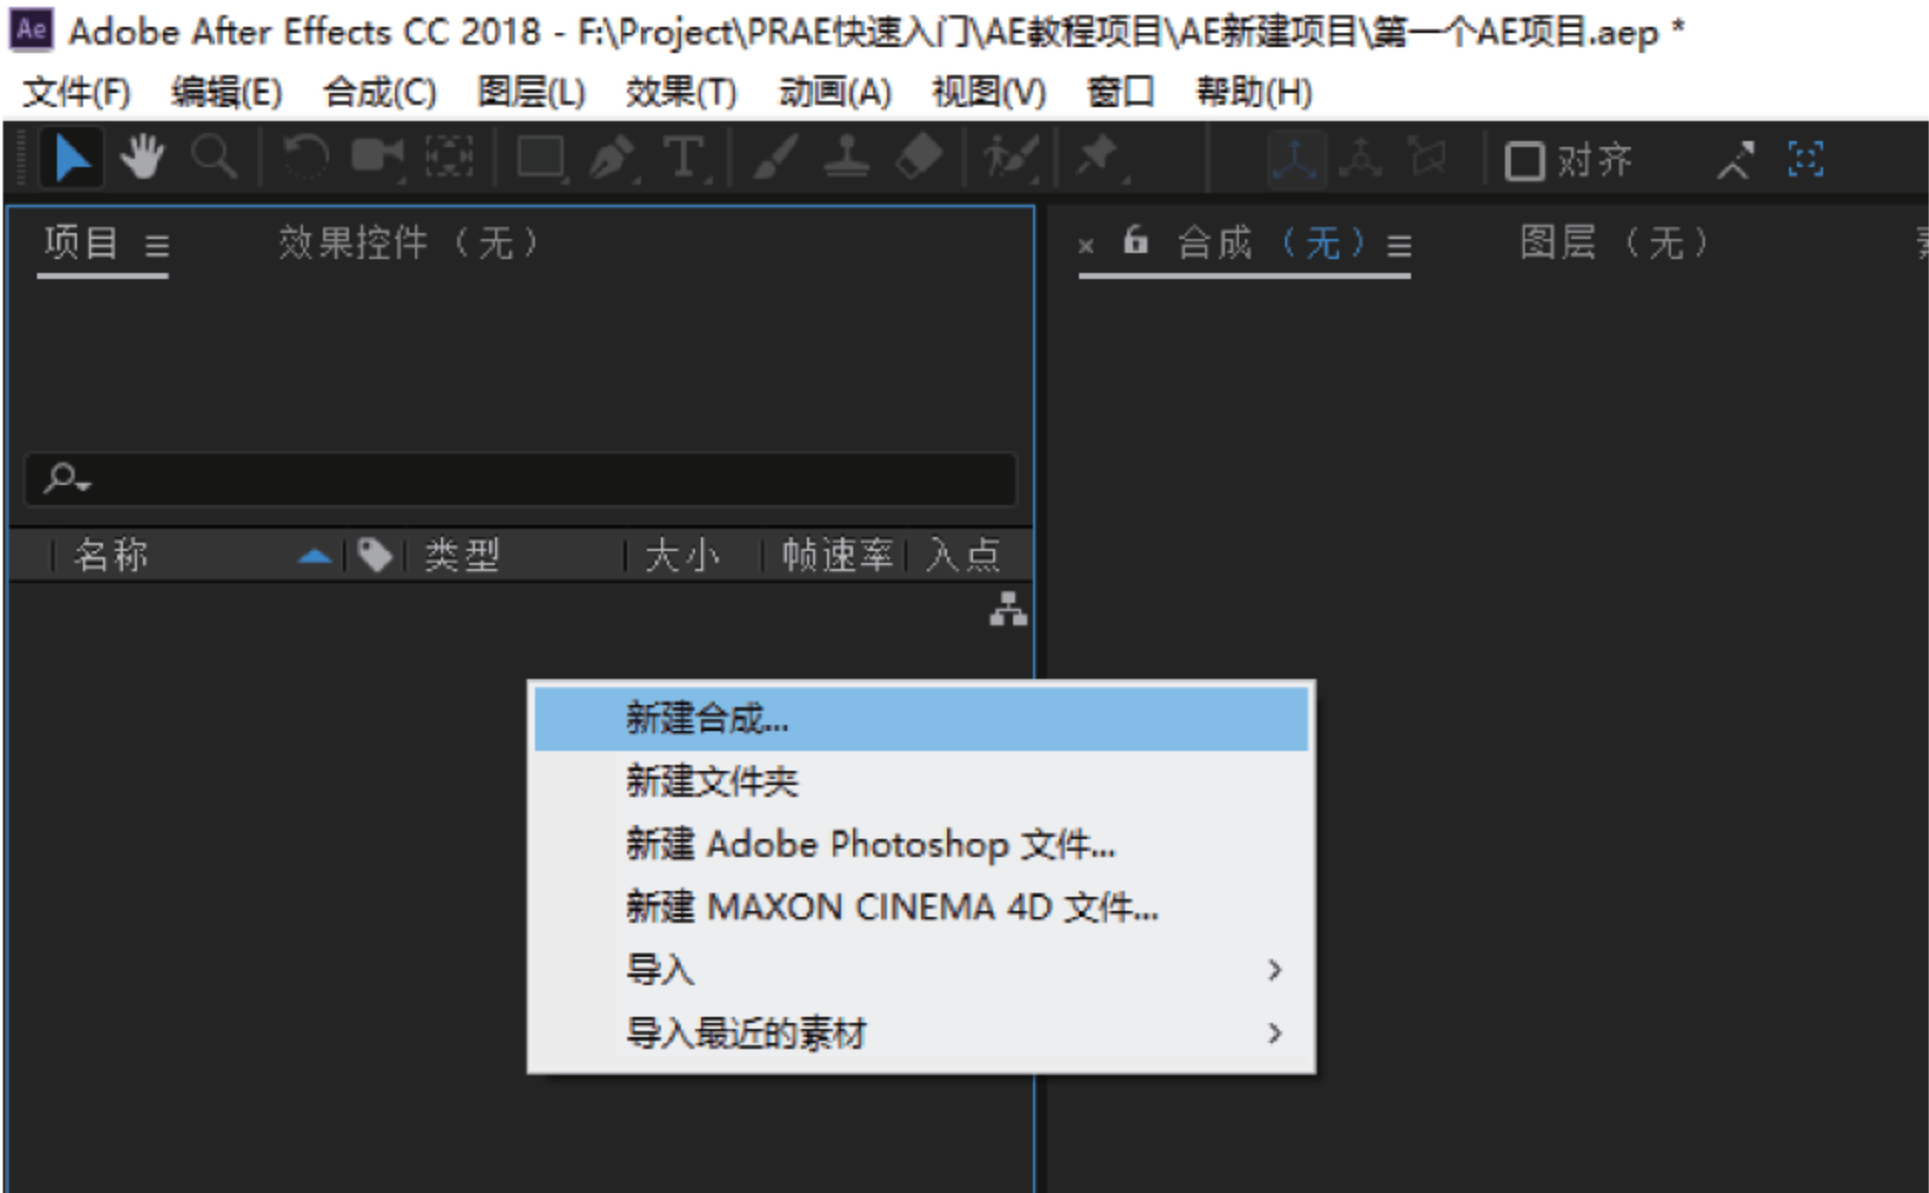 Ae Adobe After Effects CC 2018 - F:\Project\PRAE快速入门\AE教程项目\AE新建项目\第一个AE项目.aep *
文件(F) 编辑(E) 合成(C) 图层(L) 效果(T) 动画(A) 视图(V) 窗口 帮助(H)
T 对齐
项目 效果控件 （无） × 合成 （无） 图层 （无）
名称 类型 大小 帧速率 入点
新建合成...
新建文件夹
新建 Adobe Photoshop 文件...
新建 MAXON CINEMA 4D 文件...
导入
导入最近的素材